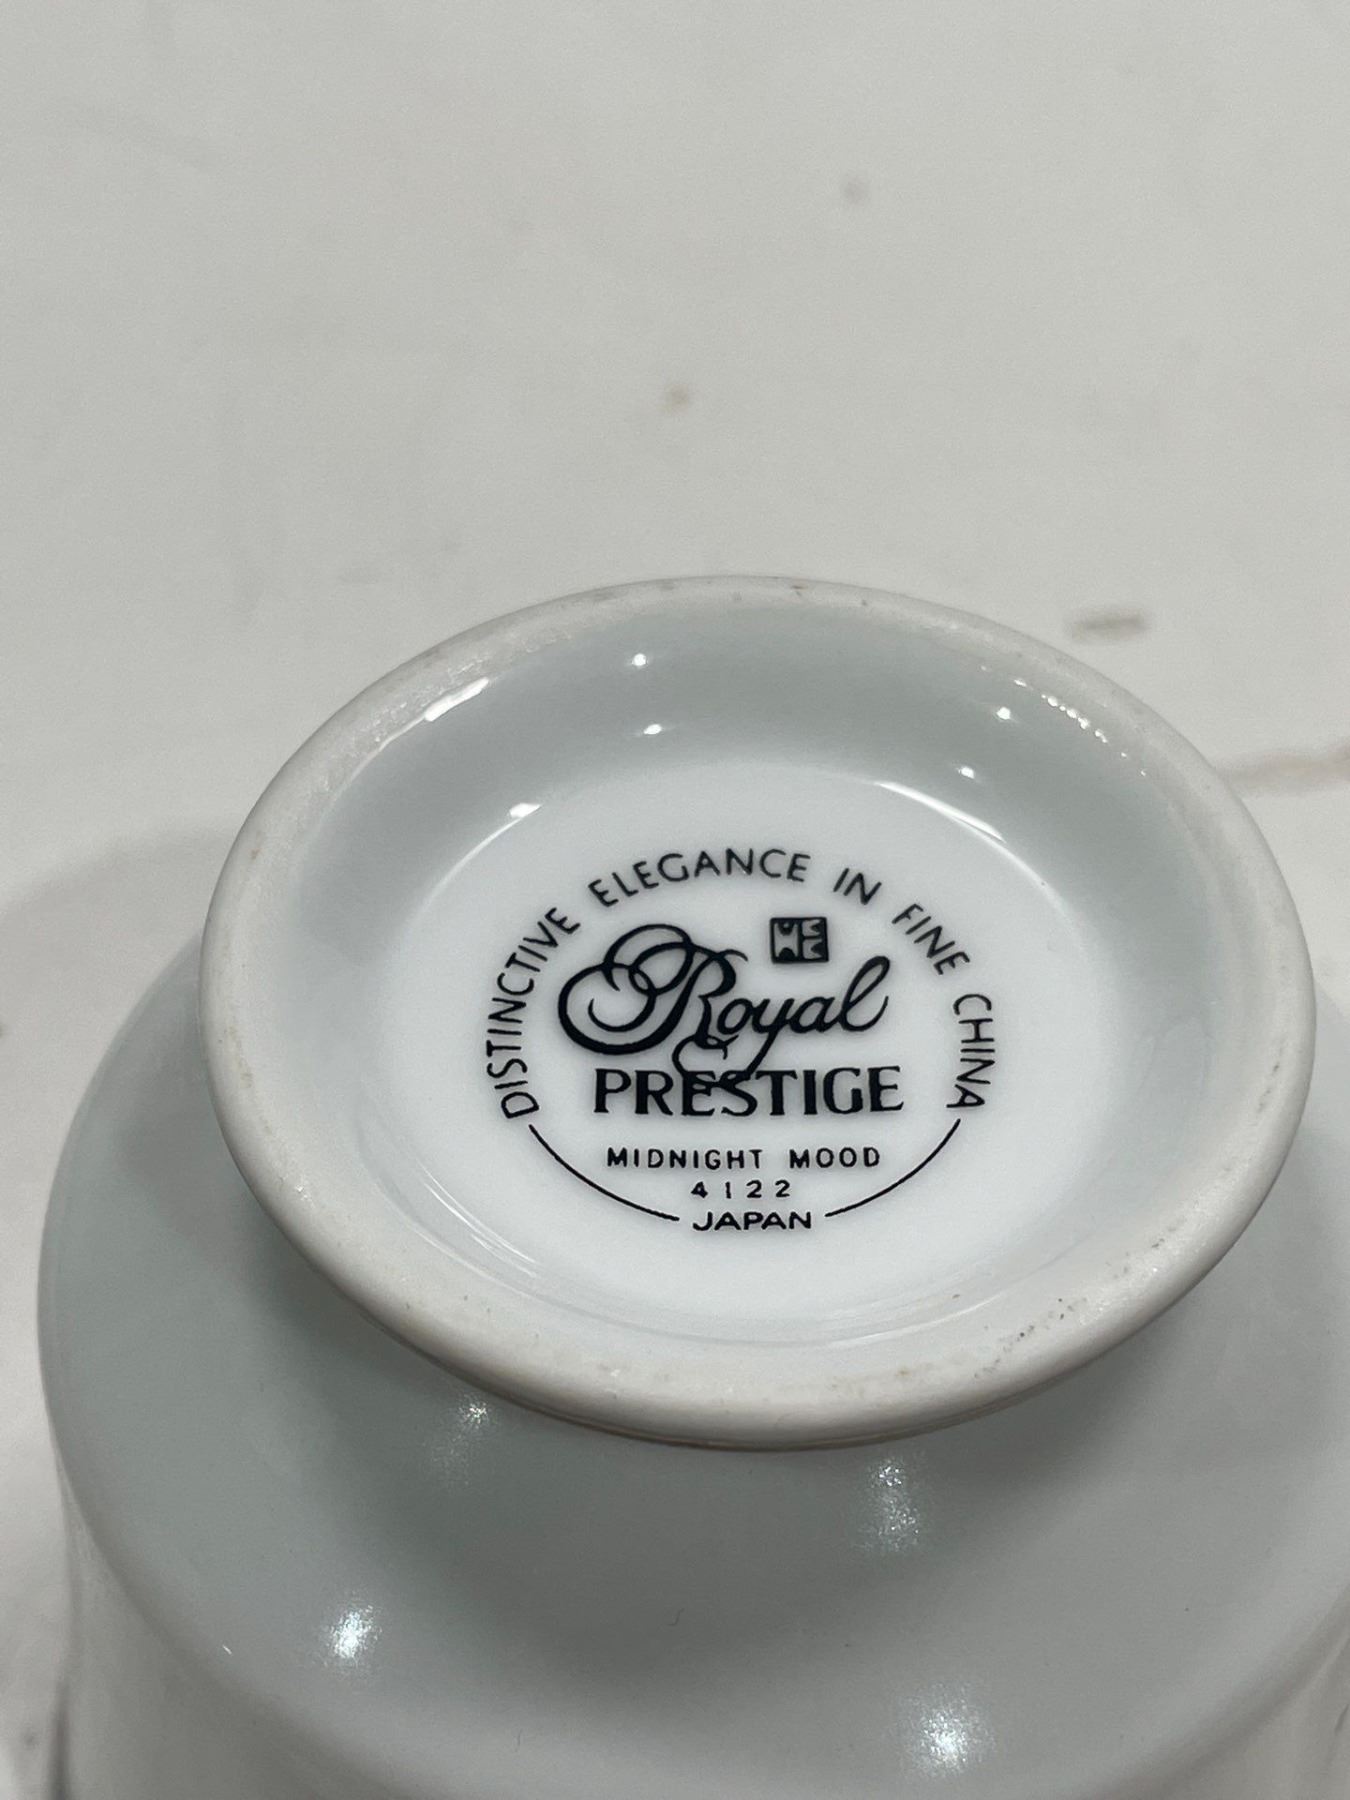 DISTINCTIVE ELEGANCE IN FINE CHINA
Royal
PRESTIGE
MIDNIGHT MOOD
4122
JAPAN